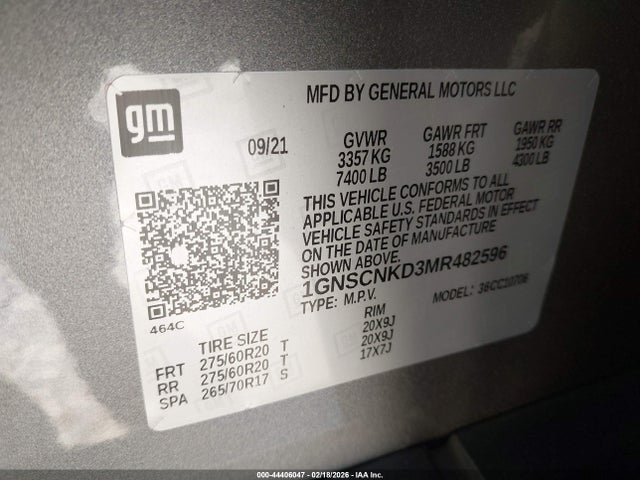 gm
MFD BY GENERAL MOTORS LLC
09/21
GVWR GAWR FRT GAWR RR
3357 KG 1588 KG 1950 KG
7400 LB 3500 LB 4300 LB
THIS VEHICLE CONFORMS TO ALL
APPLICABLE U.S. FEDERAL MOTOR
VEHICLE SAFETY STANDARDS IN EFFECT
ON THE DATE OF MANUFACTURE
SHOWN ABOVE.
1GNSCNKD3MR482596
TYPE: M.P.V. MODEL: 36CC10706
464C
TIRE SIZE RIM
FRT 275/60R20 T 20X9J
RR 275/60R20 T 20X9J
SPA 265/70R17 S 17X7J
000-44406047 - 02/18/2026 - IAA Inc.